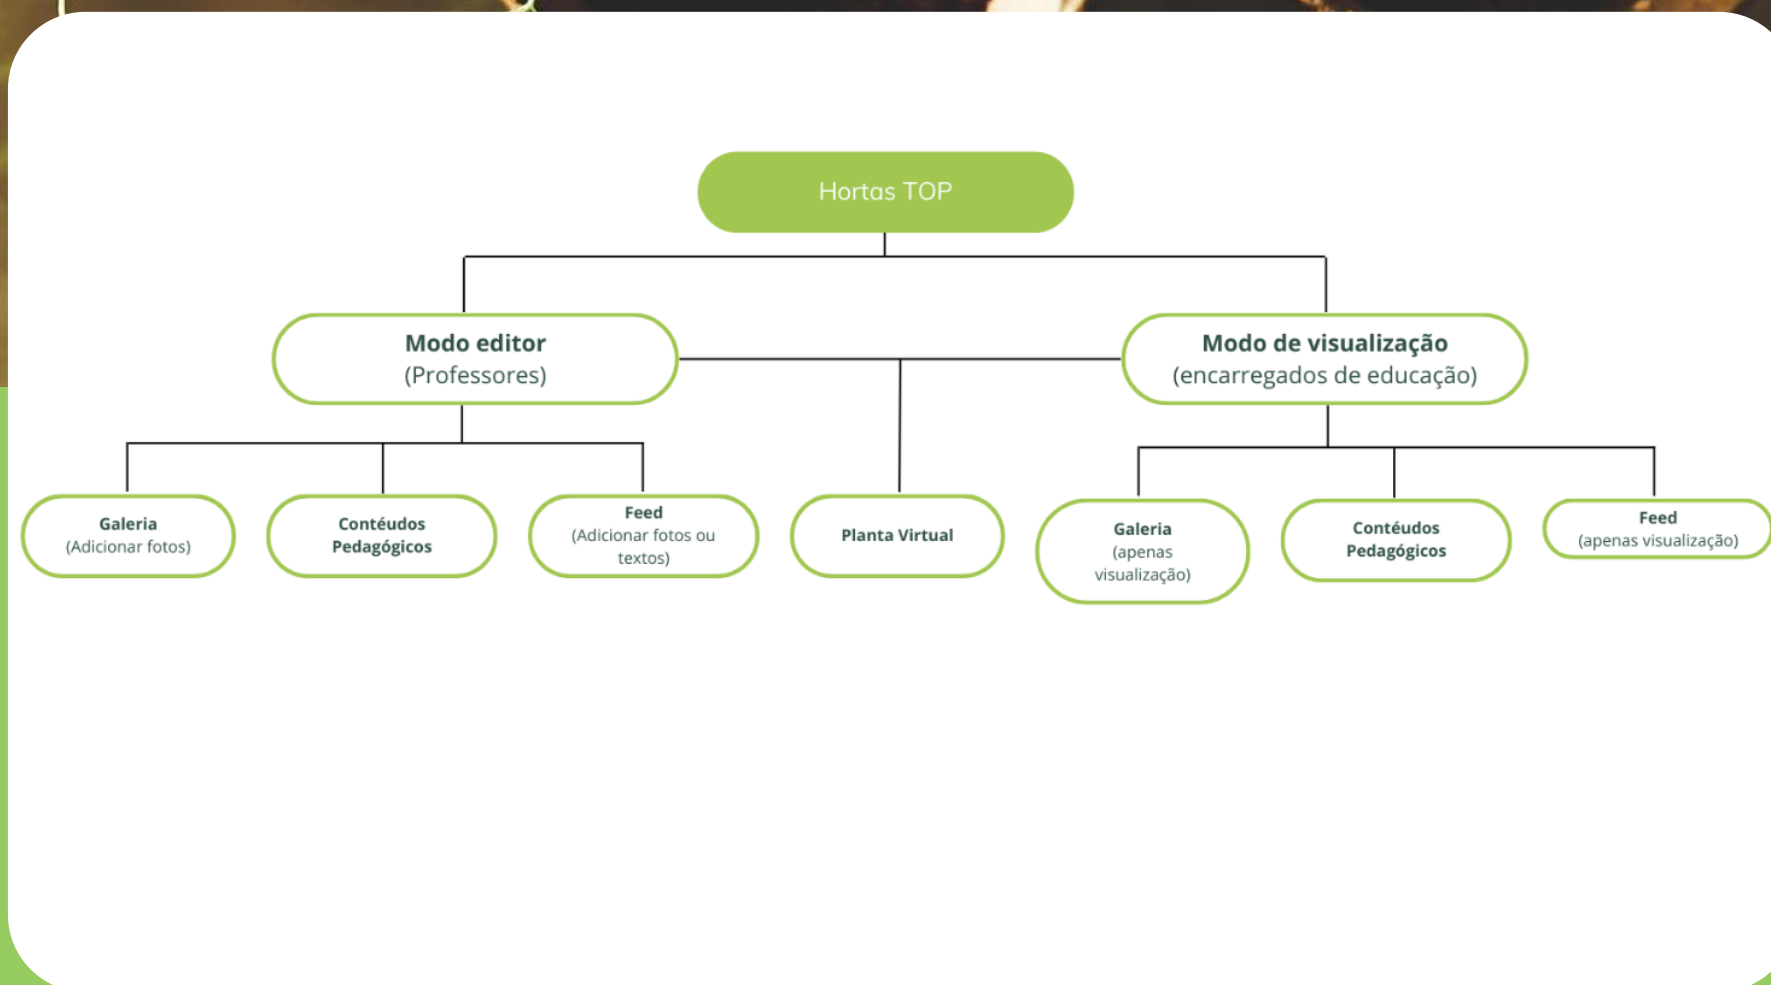 Hortas TOP
Modo editor
(Professores)
Modo de visualização
(encarregados de educação)
Galeria
(Adicionar fotos)
Contéudos
Pedagógicos
Feed
(Adicionar fotos ou
textos)
Planta Virtual
Galeria
(apenas
visualização)
Contéudos
Pedagógicos
Feed
(apenas visualização)